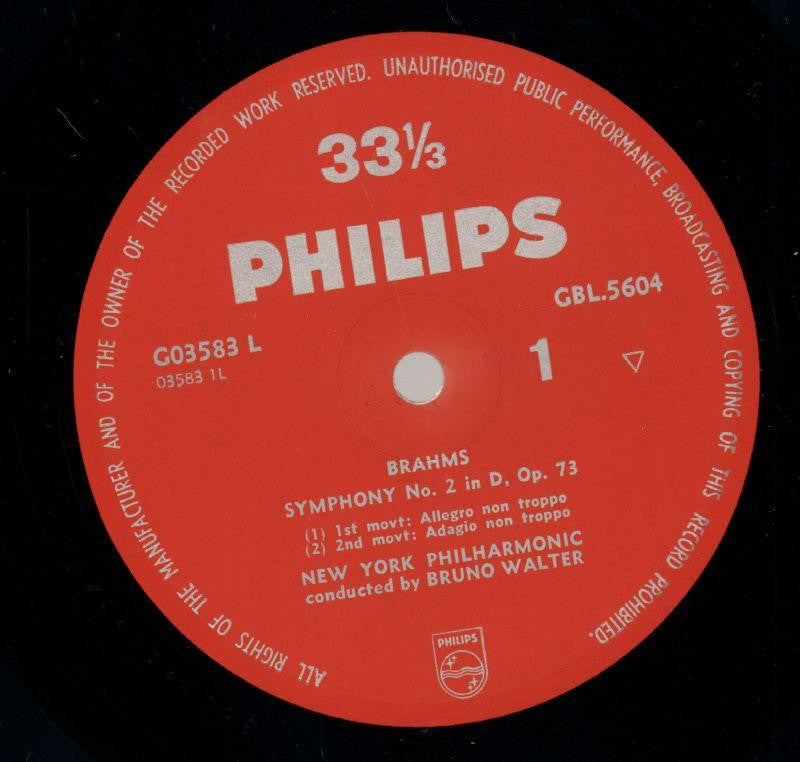 ALL RIGHTS OF THE MANUFACTURER AND OF THE OWNER OF THE RECORDED WORK RESERVED. UNAUTHORISED PUBLIC PERFORMANCE, BROADCASTING AND COPYING OF THIS RECORD PROHIBITED.
33⅓
PHILIPS
GBL.5604
G03583 L
03583 1L
1
BRAHMS
SYMPHONY No. 2 in D, Op. 73
(1) 1st movt: Allegro non troppo
(2) 2nd movt: Adagio non troppo
NEW YORK PHILHARMONIC
conducted by BRUNO WALTER
PHILIPS